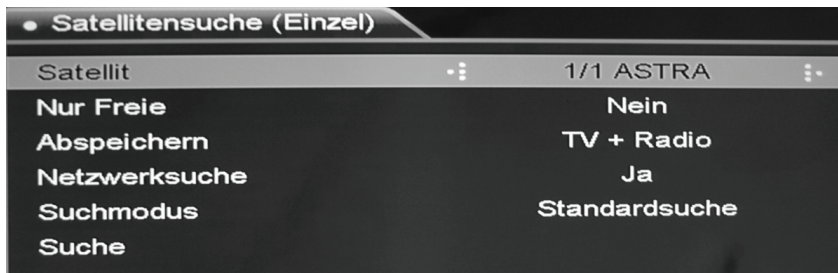 Satellitensuche (Einzel)
Satellit 1/1 ASTRA
Nur Freie Nein
Abspeichern TV + Radio
Netzwerksuche Ja
Suchmodus Standardsuche
Suche